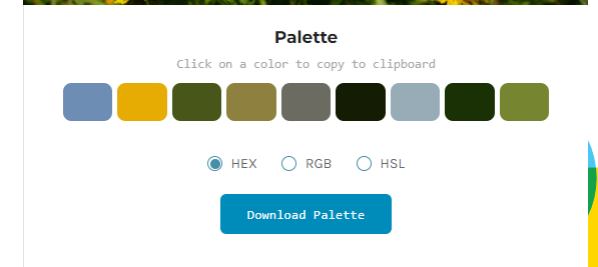 Palette
Click on a color to copy to clipboard
HEX RGB HSL
Download Palette